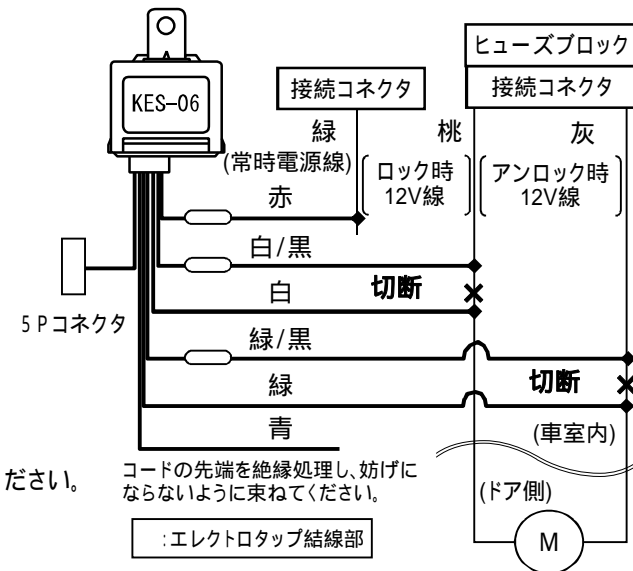 ヒューズブロック
接続コネクタ
接続コネクタ
KES-06
緑
桃
灰
(常時電源線)
ロック時
12V線
アンロック時
12V線
赤
白/黒
白
切断
5Pコネクタ
緑/黒
緑
切断
青
(車室内)
ださい。
コードの先端を絶縁処理し、妨げに
ならないように束ねてください。
(ドア側)
:エレクトロタップ結線部
M